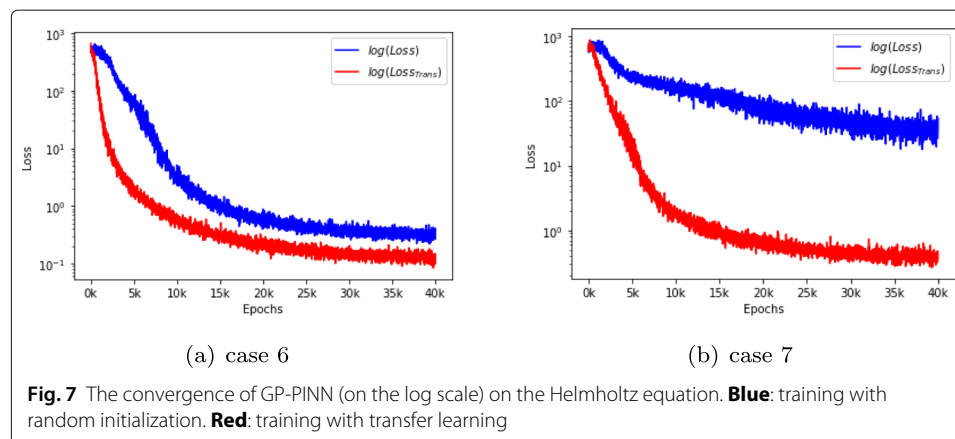 10³
10²
10¹
10⁰
10⁻¹
Loss
0k 5k 10k 15k 20k 25k 30k 35k 40k
Epochs
log(Loss)
log(Loss_Trans)
(a) case 6
10³
10²
10¹
10⁰
Loss
0k 5k 10k 15k 20k 25k 30k 35k 40k
Epochs
log(Loss)
log(Loss_Trans)
(b) case 7
Fig. 7 The convergence of GP-PINN (on the log scale) on the Helmholtz equation. Blue: training with
random initialization. Red: training with transfer learning